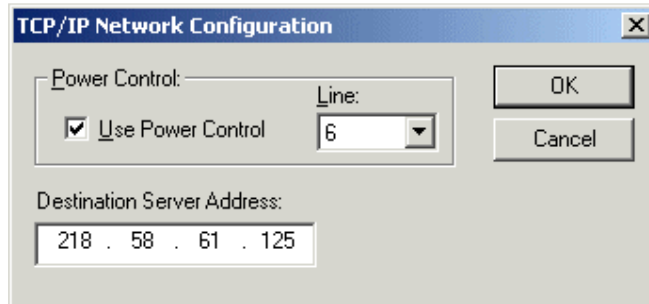 TCP/IP Network Configuration
Power Control:
Line:
Use Power Control
6
OK
Cancel
Destination Server Address:
218 . 58 . 61 . 125